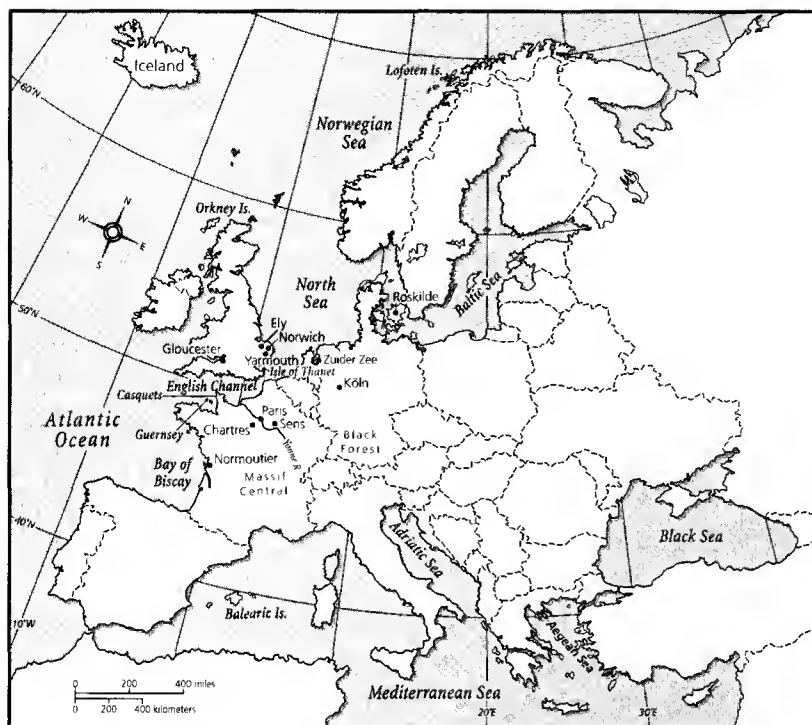 Iceland
Lofoten Is.
60°N
Norwegian
Sea
N
W
E
S
Orkney Is.
North
Sea
Baltic Sea
Roskilde
50°N
Ely
Norwich
Gloucester
Yarmouth
Zuider Zee
Isle of Thanet
English Channel
Köln
Casquets
Atlantic
Ocean
Paris
Sens
Chartres
Guernsey
Yonne R.
Black
Forest
Bay of
Biscay
Normoutier
Massif
Central
40°N
Adriatic Sea
Black Sea
Balearic Is.
10°W
Aegean Sea
0 200 400 miles
0 200 400 kilometers
Mediterranean Sea
20°E
30°E